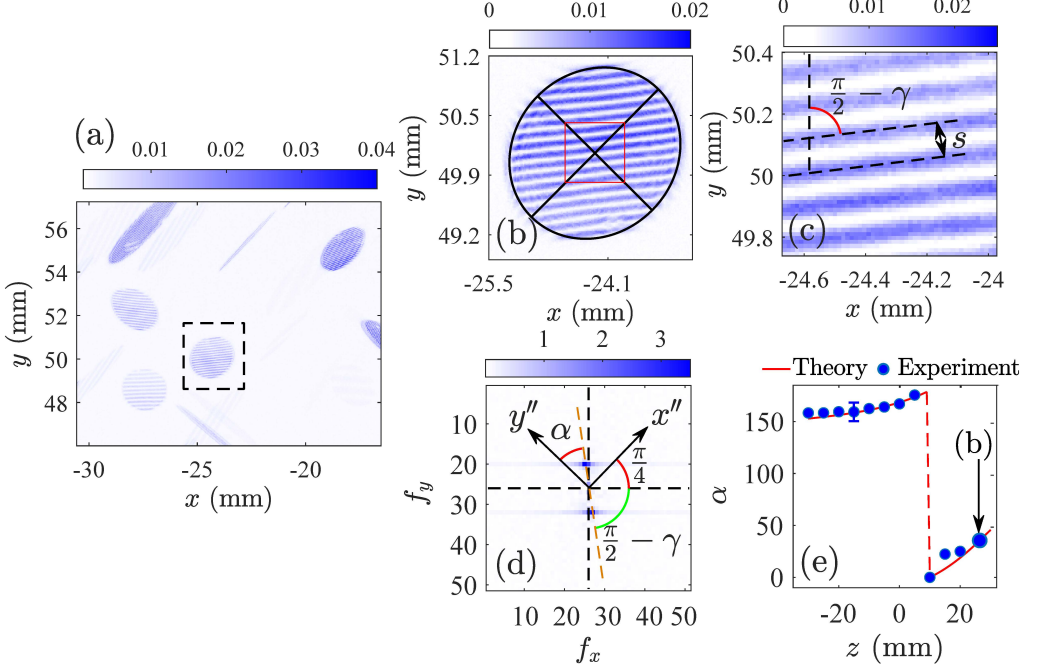 (a)
0.01 0.02 0.03 0.04
y (mm)
56
54
52
50
48
-30 -25 -20
x (mm)
0 0.01 0.02
51.2
50.5
49.9
49.2
y (mm)
(b)
-25.5 -24.1
x (mm)
0 0.01 0.02
50.4
50.2
50
49.8
y (mm)
π/2 − γ
s
(c)
-24.6 -24.4 -24.2 -24
x (mm)
1 2 3
10
20
30
40
50
f_y
y″ α x″
π/4
π/2 − γ
(d)
10 20 30 40 50
f_x
Theory Experiment
150
100
50
0
α
(b)
(e)
-20 0 20
z (mm)